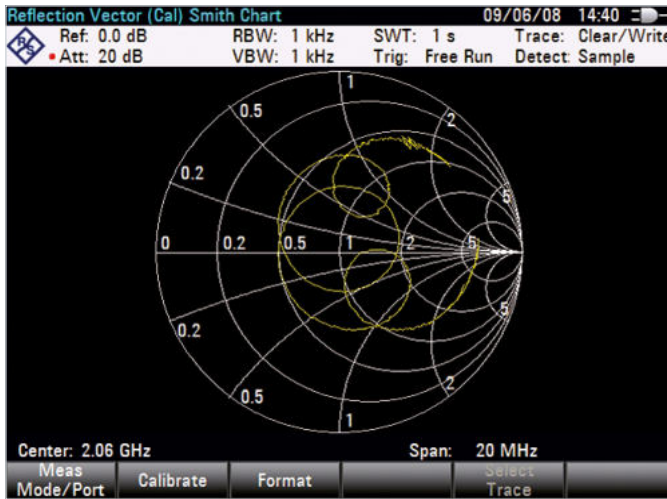 Reflection Vector (Cal) Smith Chart 09/06/08 14:40
Ref: 0.0 dB RBW: 1 kHz SWT: 1 s Trace: Clear/Write
Att: 20 dB VBW: 1 kHz Trig: Free Run Detect: Sample
R&S
1
0.5 2
0.2 5
0 0.2 0.5 1 2 5
0.2 5
0.5 2
1
Center: 2.06 GHz Span: 20 MHz
Meas Mode/Port Calibrate Format Select Trace